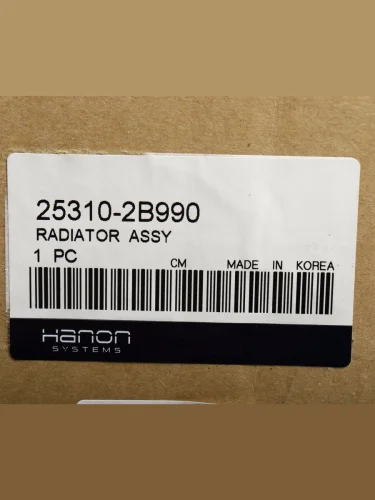 25310-2B990
RADIATOR ASSY
1 PC
CM MADE IN KOREA
Hanon
SYSTEMS